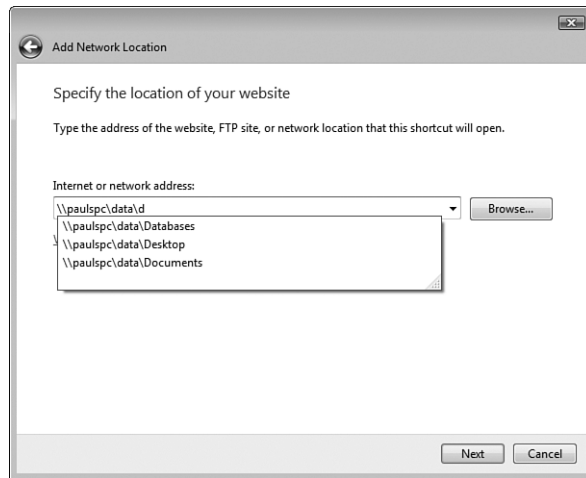 Add Network Location
Specify the location of your website
Type the address of the website, FTP site, or network location that this shortcut will open.
Internet or network address:
\\paulspc\data\d
Browse...
\\paulspc\data\Databases
\\paulspc\data\Desktop
\\paulspc\data\Documents
Next
Cancel